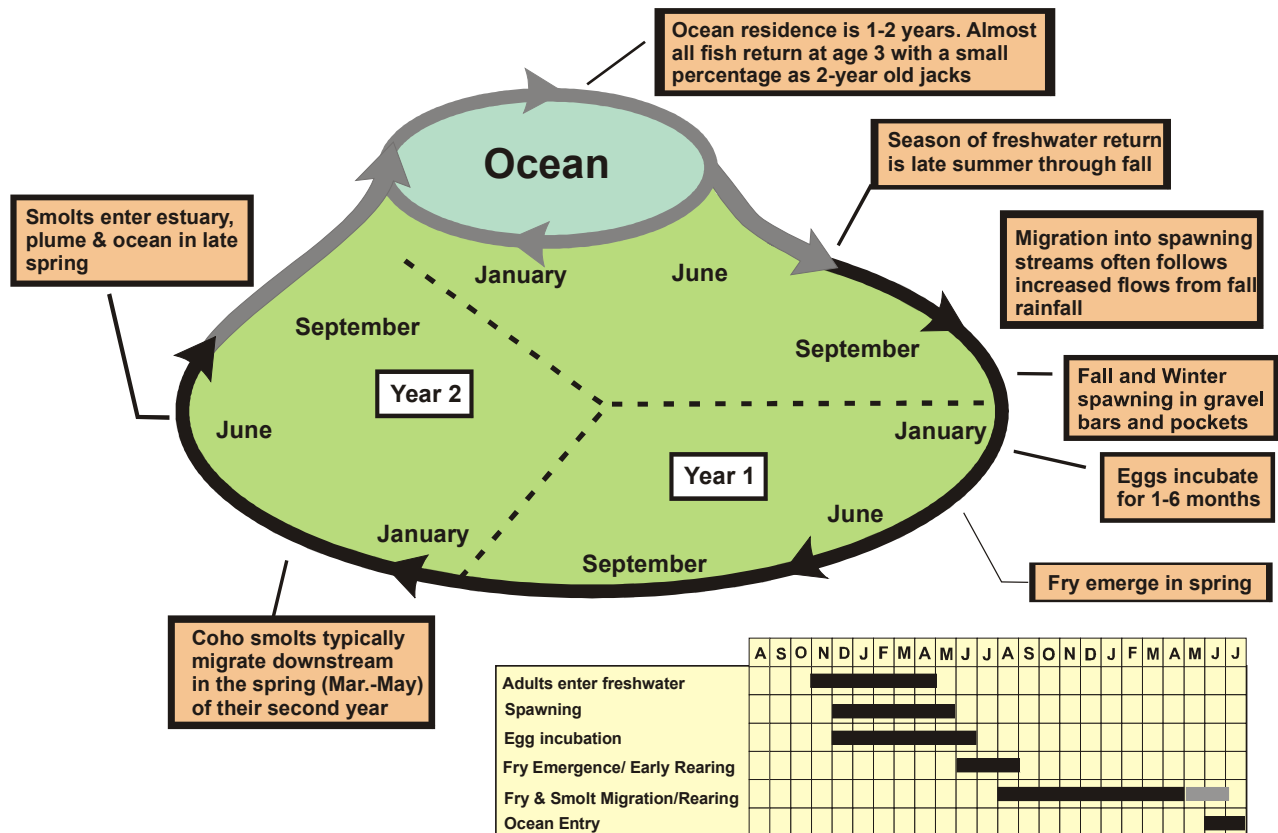 Ocean residence is 1-2 years. Almost
all fish return at age 3 with a small
percentage as 2-year old jacks
Ocean
Season of freshwater return
is late summer through fall
Smolts enter estuary,
plume & ocean in late
spring
Migration into spawning
streams often follows
increased flows from fall
rainfall
January
June
September
September
Year 2
Fall and Winter
spawning in gravel
bars and pockets
June
January
Year 1
Eggs incubate
for 1-6 months
June
January
September
Fry emerge in spring
Coho smolts typically
migrate downstream
in the spring (Mar.-May)
of their second year
A S O N D J F M A M J J A S O N D J F M A M J J
Adults enter freshwater
Spawning
Egg incubation
Fry Emergence/ Early Rearing
Fry & Smolt Migration/Rearing
Ocean Entry